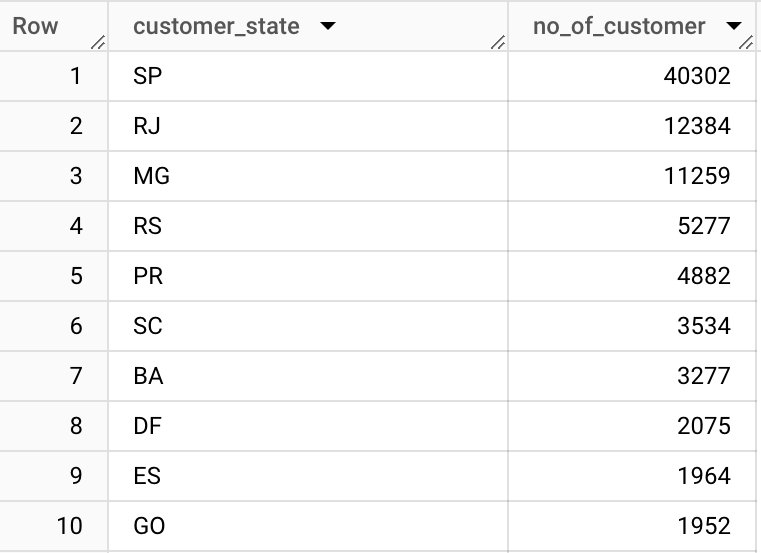 Row customer_state no_of_customer
1 SP 40302
2 RJ 12384
3 MG 11259
4 RS 5277
5 PR 4882
6 SC 3534
7 BA 3277
8 DF 2075
9 ES 1964
10 GO 1952